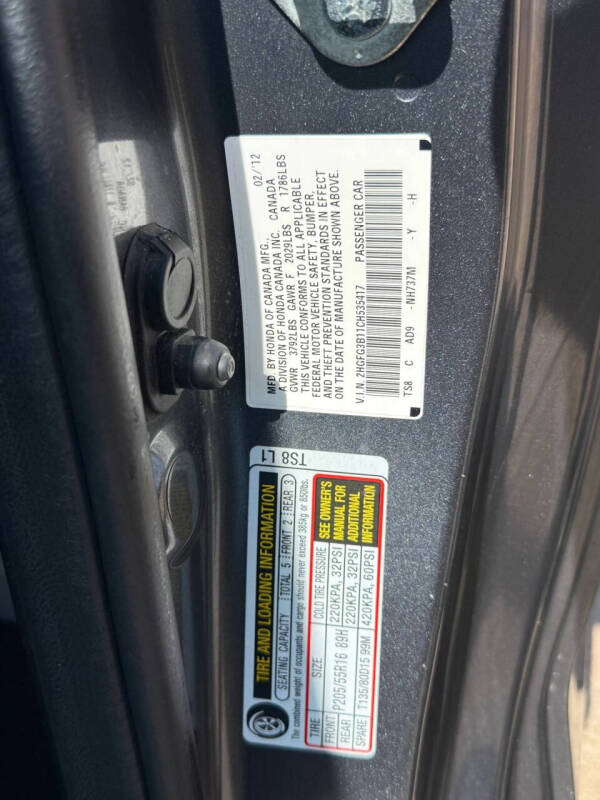 MFD. BY HONDA OF CANADA MFG., 02/'12
A DIVISION OF HONDA CANADA INC. CANADA
GVWR 3792LBS GAWR F 2029LBS R 1786LBS
THIS VEHICLE CONFORMS TO ALL APPLICABLE
FEDERAL MOTOR VEHICLE SAFETY, BUMPER,
AND THEFT PREVENTION STANDARDS IN EFFECT
ON THE DATE OF MANUFACTURE SHOWN ABOVE.
V.I.N. 2HGFG3B11CH535417 PASSENGER CAR
TS8 C AD9 -NH737M -Y -H
TS8 L1
TIRE AND LOADING INFORMATION
SEATING CAPACITY TOTAL 5 FRONT 2 REAR 3
The combined weight of occupants and cargo should never exceed 385kg or 850lbs.
TIRE SIZE COLD TIRE PRESSURE
FRONT P205/55R16 89H 220KPA, 32PSI
REAR 220KPA, 32PSI
SPARE T135/80D15 99M 420KPA, 60PSI
SEE OWNER'S
MANUAL FOR
ADDITIONAL
INFORMATION